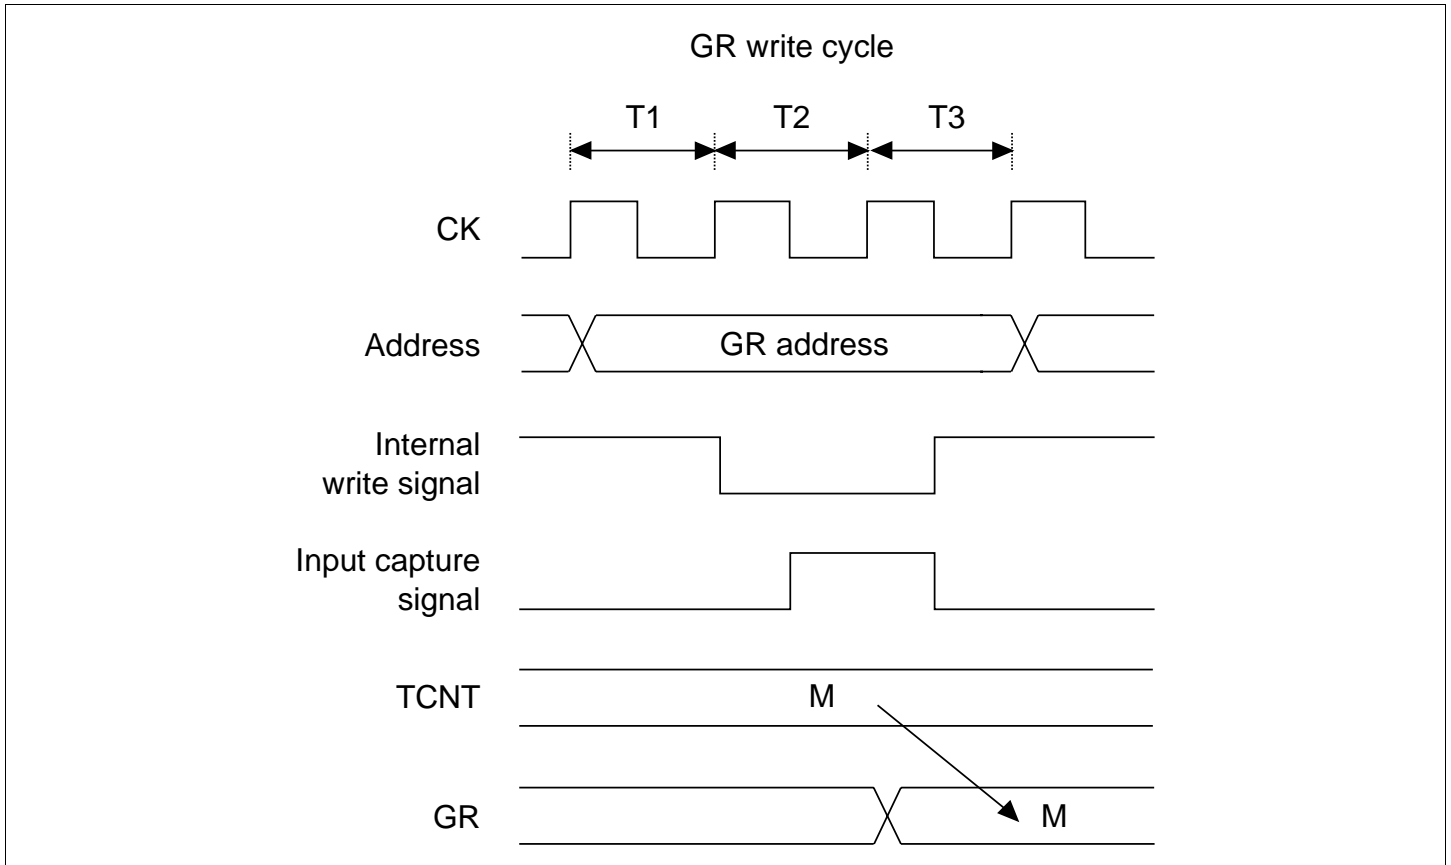 GR write cycle
T1 T2 T3
CK
Address
GR address
Internal
write signal
Input capture
signal
TCNT
M
GR
M